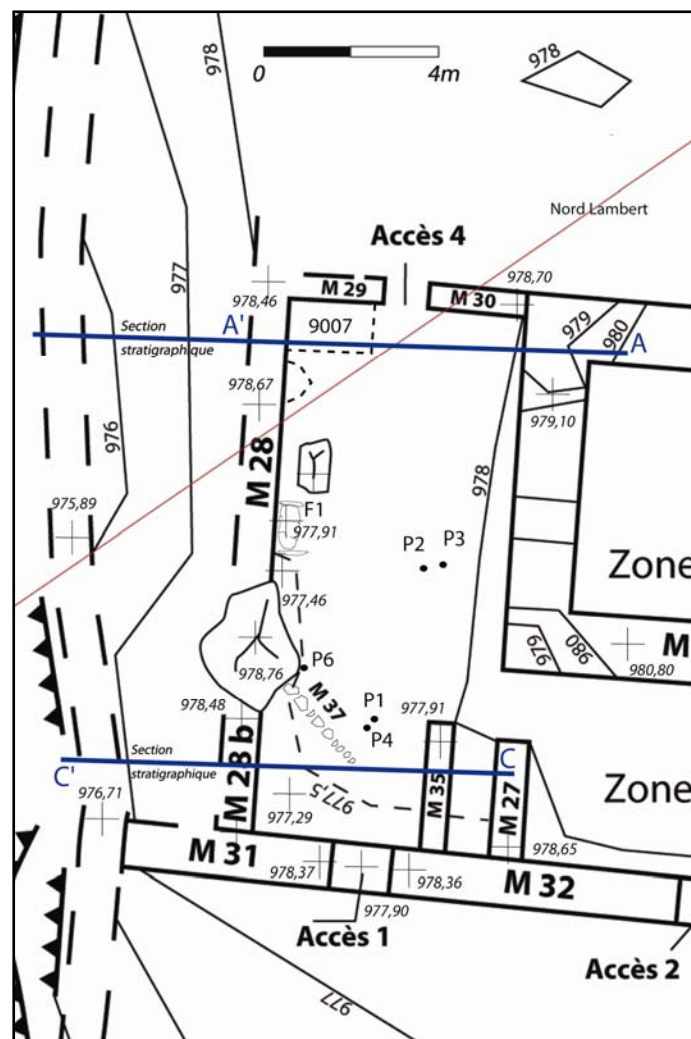 978
978
0 4m
Nord Lambert
Accès 4
977
978,46
M 29
978,70
M 30
979
980
9007
A'
Section
stratigraphique
A
978,67
979,10
976
M 28
978
975,89
F1
977,91
P2
P3
Zone
977,46
979
980
M
980,80
978,76
P6
M 37
P1
P4
977,91
978,48
M 28 b
Section
stratigraphique
C'
C
M 35
M 27
Zone
977,5
976,71
977,29
M 31
978,37
978,36
M 32
978,65
977,90
Accès 1
Accès 2
977